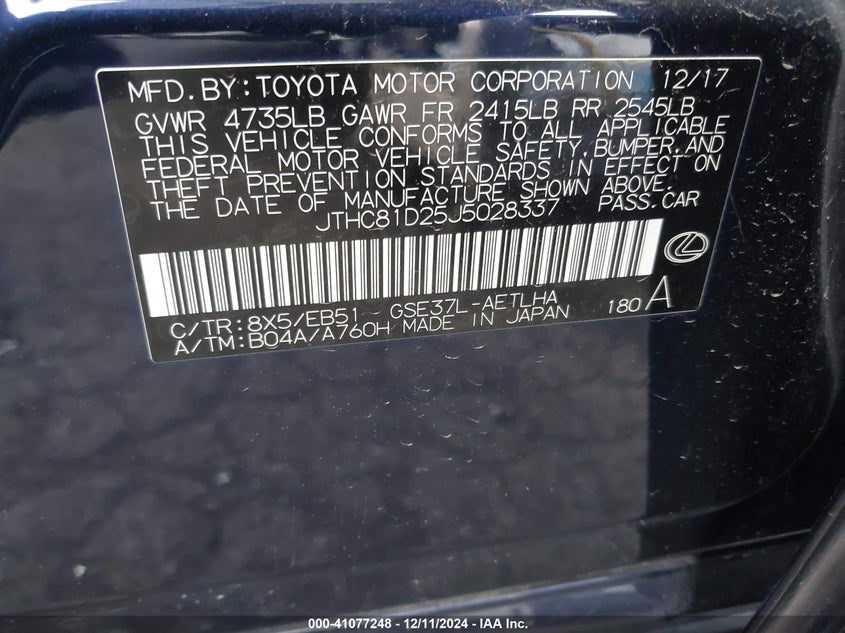 MFD.BY:TOYOTA MOTOR CORPORATION 12/17
GVWR 4735LB GAWR FR 2415LB RR 2545LB
THIS VEHICLE CONFORMS TO ALL APPLICABLE
FEDERAL MOTOR VEHICLE SAFETY,BUMPER,AND
THEFT PREVENTION STANDARDS IN EFFECT ON
THE DATE OF MANUFACTURE SHOWN ABOVE.
JTHC81D25J5028337 PASS.CAR
C/TR:8X5/EB51 GSE37L-AETLHA
A/TM:B04A/A760H MADE IN JAPAN 180 A
000-41077248 - 12/11/2024 - IAA Inc.